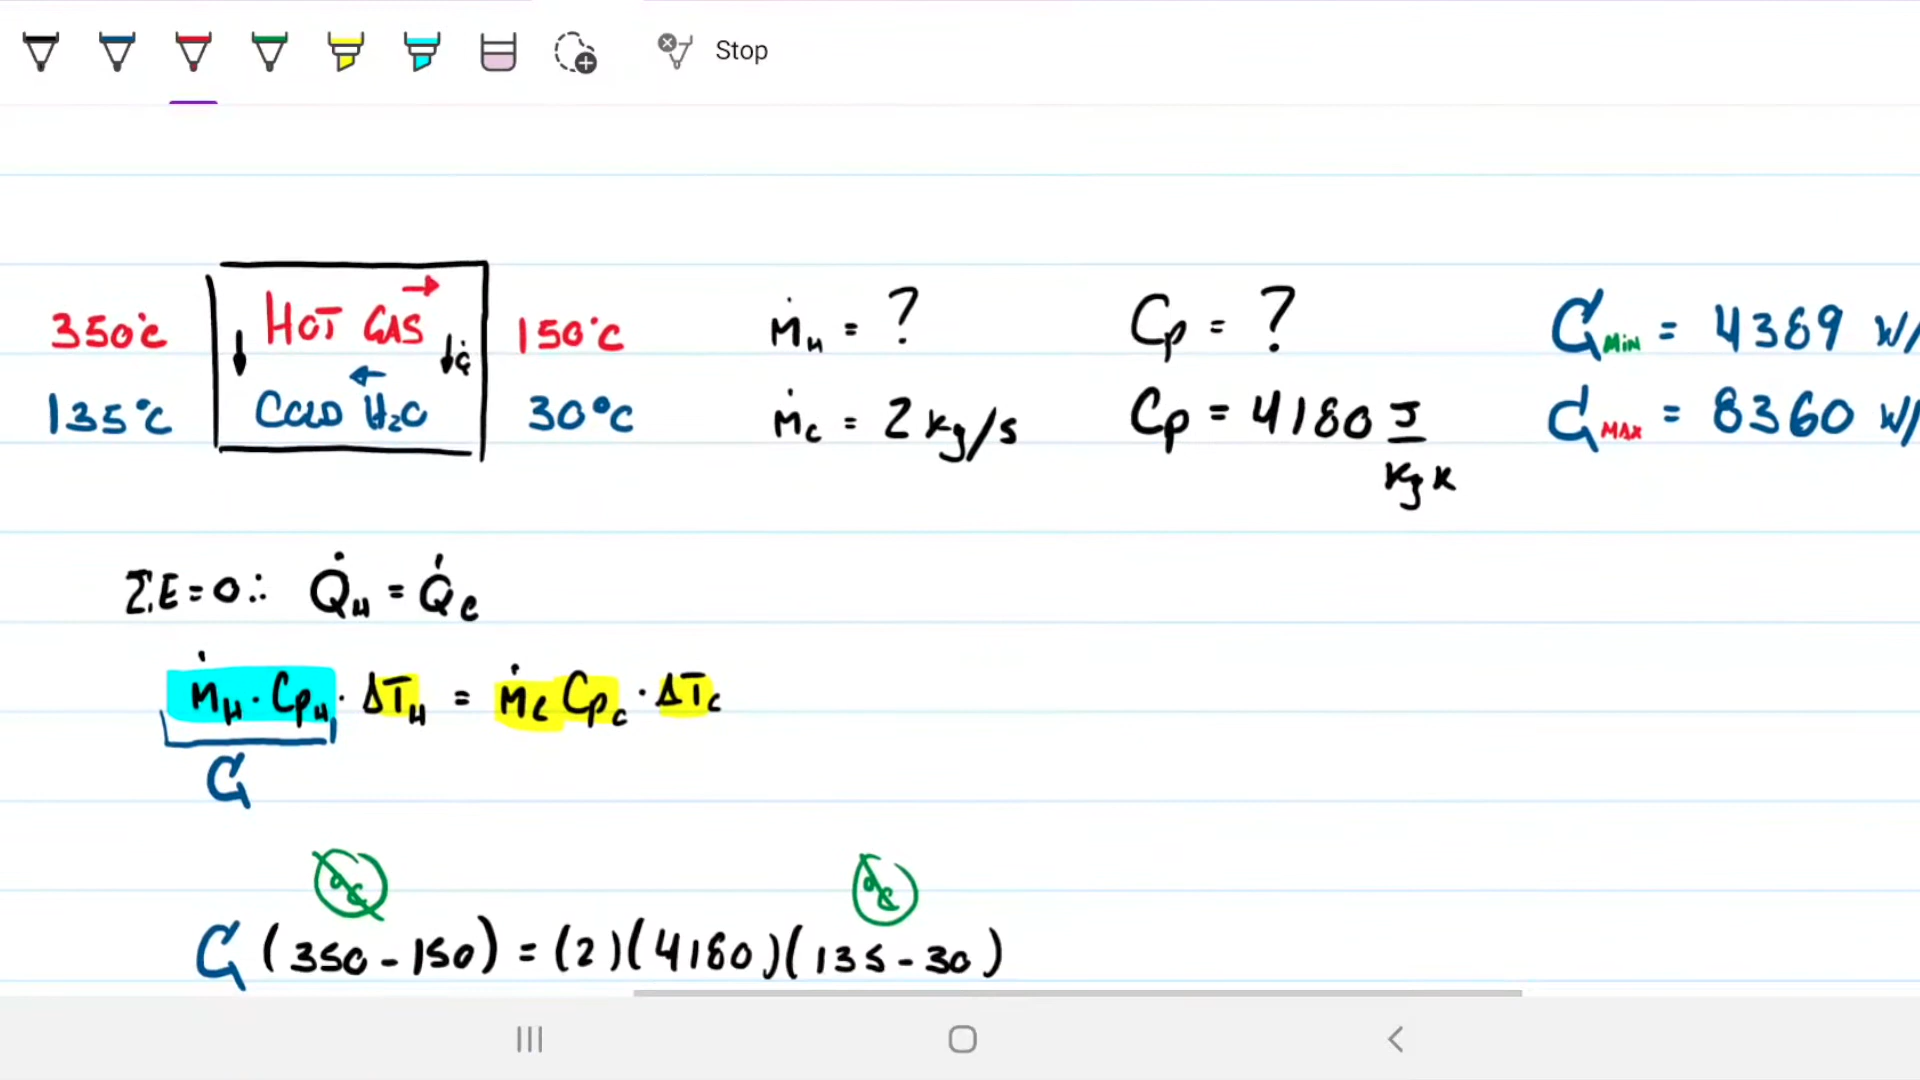 Stop
350°C HOT GAS 150°C ṁH = ? Cp = ? CMIN = 4389 W/
135°C COLD H2O 30°C ṁC = 2 kg/s Cp = 4180 J/kgK CMAX = 8360 W/
ΣE=0∴ Q̇H = Q̇C
ṁH · CpH · ΔTH = ṁC CpC · ΔTC
C
°C °C
C (350-150) = (2)(4180)(135-30)